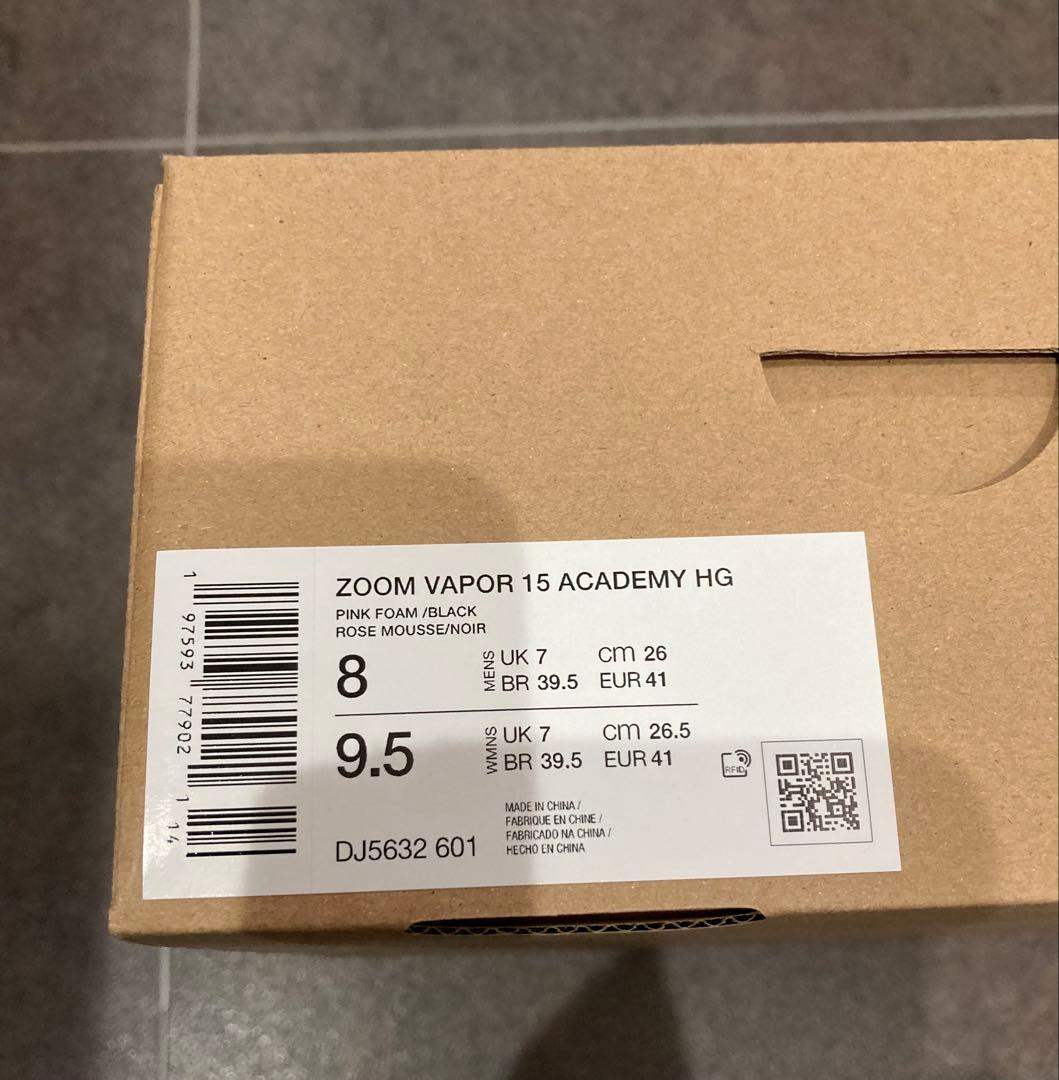 ZOOM VAPOR 15 ACADEMY HG
PINK FOAM /BLACK
ROSE MOUSSE/NOIR
8
MENS
UK 7 CM 26
BR 39.5 EUR 41
9.5
WMNS
UK 7 CM 26.5
BR 39.5 EUR 41
RFID
DJ5632 601
MADE IN CHINA /
FABRIQUE EN CHINE /
FABRICADO NA CHINA /
HECHO EN CHINA
1 97593 77902 1 14